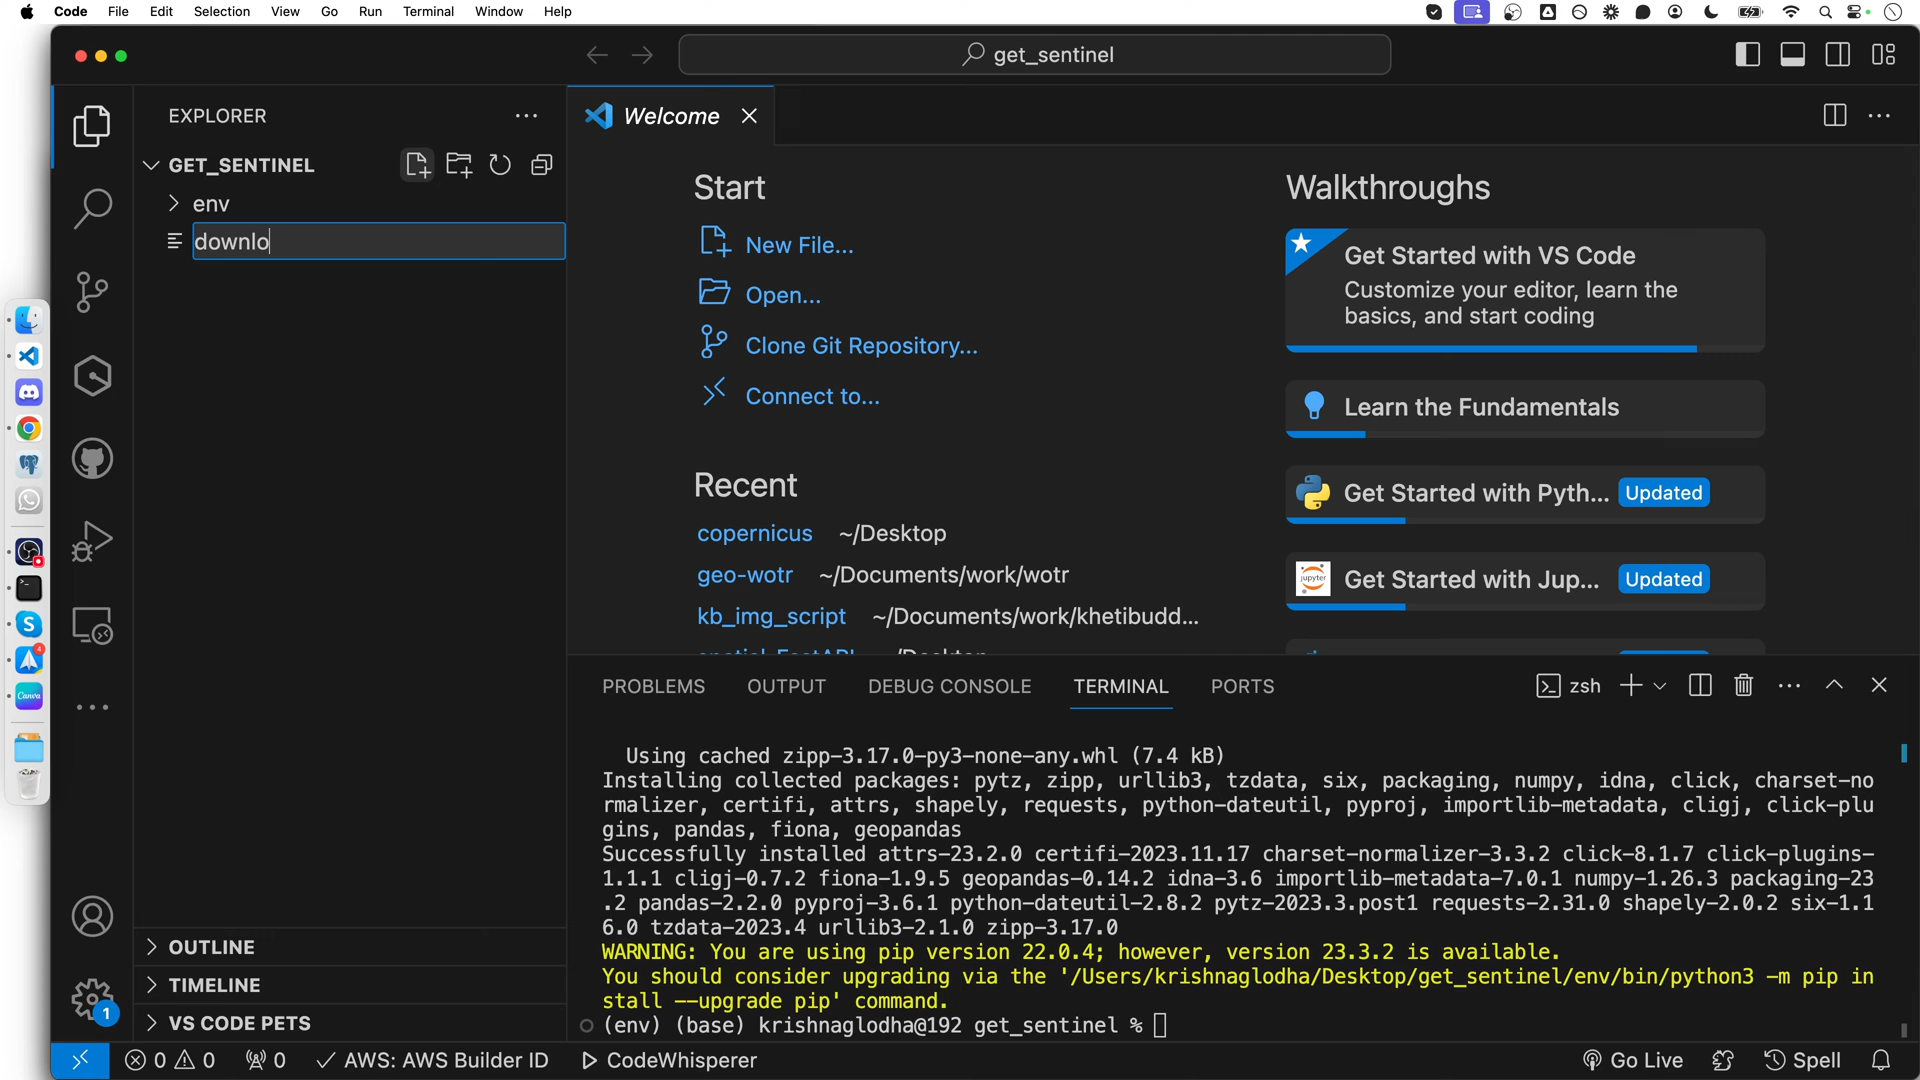 Code File Edit Selection View Go Run Terminal Window Help
get_sentinel
EXPLORER
Welcome
GET_SENTINEL
env
downlo
Start
New File...
Open...
Clone Git Repository...
Connect to...
Recent
copernicus ~/Desktop
geo-wotr ~/Documents/work/wotr
kb_img_script ~/Documents/work/khetibudd...
Walkthroughs
Get Started with VS Code
Customize your editor, learn the
basics, and start coding
Learn the Fundamentals
Get Started with Pyth... Updated
jupyter
Get Started with Jup... Updated
4
Canva
PROBLEMS OUTPUT DEBUG CONSOLE TERMINAL PORTS
zsh
Using cached zipp-3.17.0-py3-none-any.whl (7.4 kB)
Installing collected packages: pytz, zipp, urllib3, tzdata, six, packaging, numpy, idna, click, charset-no
rmalizer, certifi, attrs, shapely, requests, python-dateutil, pyproj, importlib-metadata, cligj, click-plu
gins, pandas, fiona, geopandas
Successfully installed attrs-23.2.0 certifi-2023.11.17 charset-normalizer-3.3.2 click-8.1.7 click-plugins-
1.1.1 cligj-0.7.2 fiona-1.9.5 geopandas-0.14.2 idna-3.6 importlib-metadata-7.0.1 numpy-1.26.3 packaging-23
.2 pandas-2.2.0 pyproj-3.6.1 python-dateutil-2.8.2 pytz-2023.3.post1 requests-2.31.0 shapely-2.0.2 six-1.1
6.0 tzdata-2023.4 urllib3-2.1.0 zipp-3.17.0
WARNING: You are using pip version 22.0.4; however, version 23.3.2 is available.
You should consider upgrading via the '/Users/krishnaglodha/Desktop/get_sentinel/env/bin/python3 -m pip in
stall --upgrade pip' command.
(env) (base) krishnaglodha@192 get_sentinel %
OUTLINE
TIMELINE
VS CODE PETS
1
0 0 0 AWS: AWS Builder ID CodeWhisperer Go Live Spell